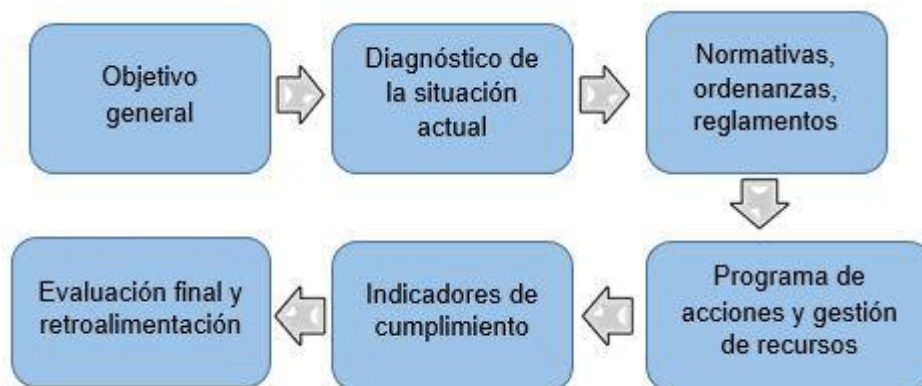 Objetivo
general
Diagnóstico de
la situación
actual
Normativas,
ordenanzas,
reglamentos
Programa de
acciones y gestión
de recursos
Indicadores de
cumplimiento
Evaluación final y
retroalimentación